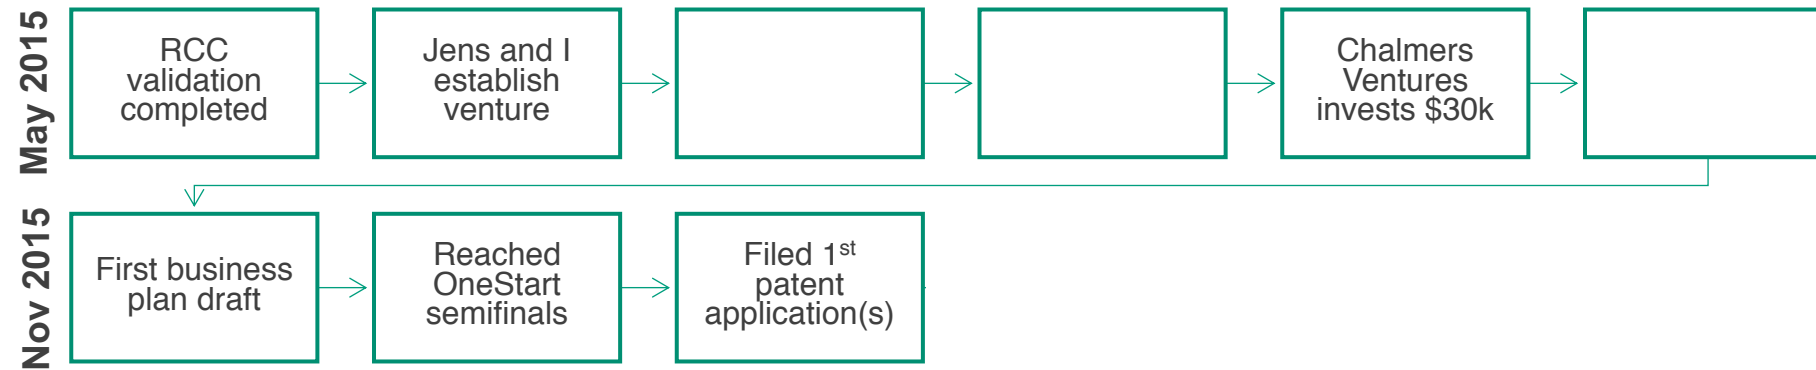 May 2015
RCC
validation
completed
Jens and I
establish
venture
Chalmers
Ventures
invests $30k
Nov 2015
First business
plan draft
Reached
OneStart
semifinals
Filed 1st
patent
application(s)